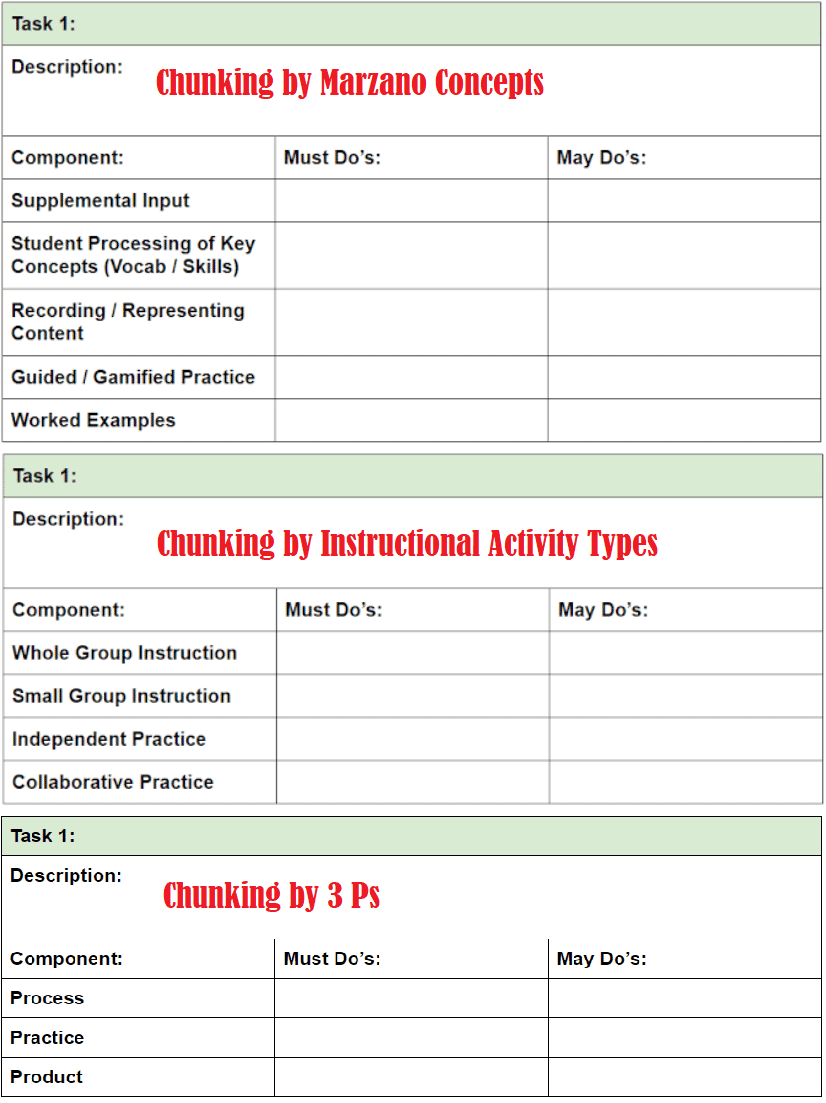 Task 1:
Description:
Chunking by Marzano Concepts
Component: Must Do's: May Do's:
Supplemental Input
Student Processing of Key
Concepts (Vocab / Skills)
Recording / Representing
Content
Guided / Gamified Practice
Worked Examples
Task 1:
Description:
Chunking by Instructional Activity Types
Component: Must Do's: May Do's:
Whole Group Instruction
Small Group Instruction
Independent Practice
Collaborative Practice
Task 1:
Description:
Chunking by 3 Ps
Component: Must Do's: May Do's:
Process
Practice
Product